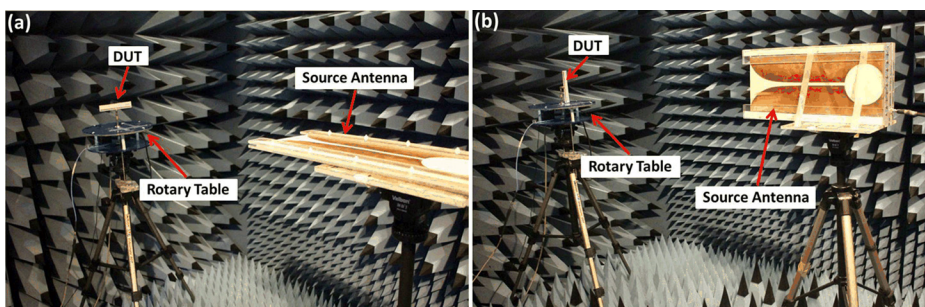 (a)
DUT
Source Antenna
Rotary Table
(b)
DUT
Rotary Table
Source Antenna